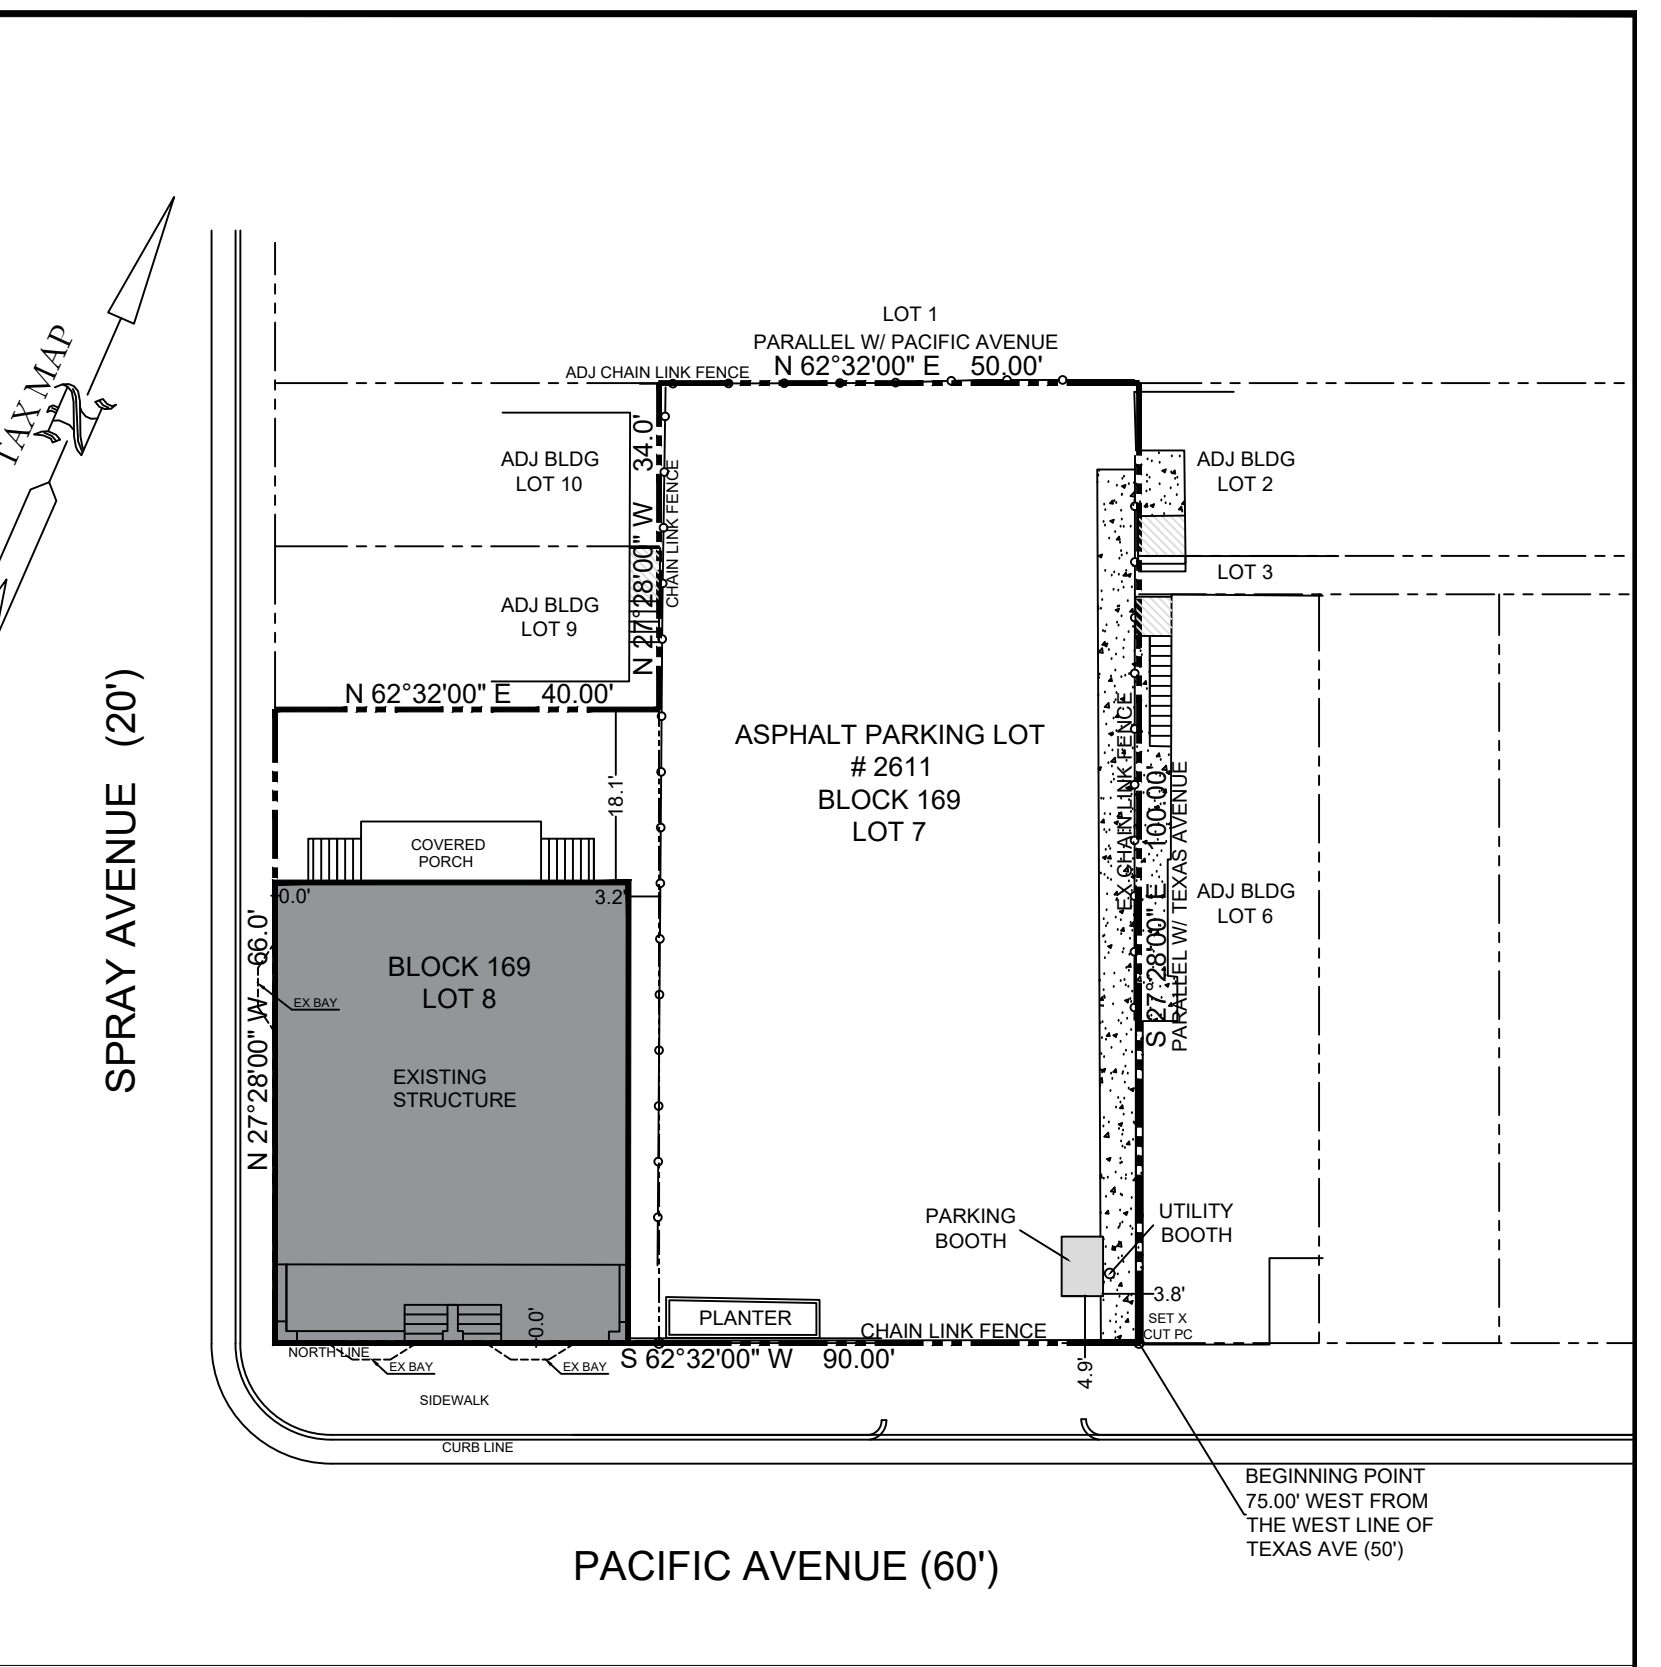 LOT 1
PARALLEL W/ PACIFIC AVENUE
N 62°32'00" E 50.00'
ADJ CHAIN LINK FENCE
TAX MAP
ADJ BLDG
LOT 10
N 27°28'00" W 34.0'
CHAIN LINK FENCE
ADJ BLDG
LOT 2
LOT 3
ADJ BLDG
LOT 9
N 62°32'00" E 40.00'
SPRAY AVENUE (20')
18.1'
ASPHALT PARKING LOT
# 2611
BLOCK 169
LOT 7
EX CHAIN LINK FENCE
S 27°28'00" E 100.00'
PARALLEL W/ TEXAS AVENUE
COVERED
PORCH
0.0'
3.2'
ADJ BLDG
LOT 6
N 27°28'00" W 66.0'
BLOCK 169
LOT 8
EX BAY
EXISTING
STRUCTURE
PARKING
BOOTH
UTILITY
BOOTH
3.8'
0.0'
PLANTER
CHAIN LINK FENCE
SET X
CUT PC
NORTH LINE
EX BAY
EX BAY
S 62°32'00" W 90.00'
4.9'
SIDEWALK
CURB LINE
BEGINNING POINT
75.00' WEST FROM
THE WEST LINE OF
TEXAS AVE (50')
PACIFIC AVENUE (60')